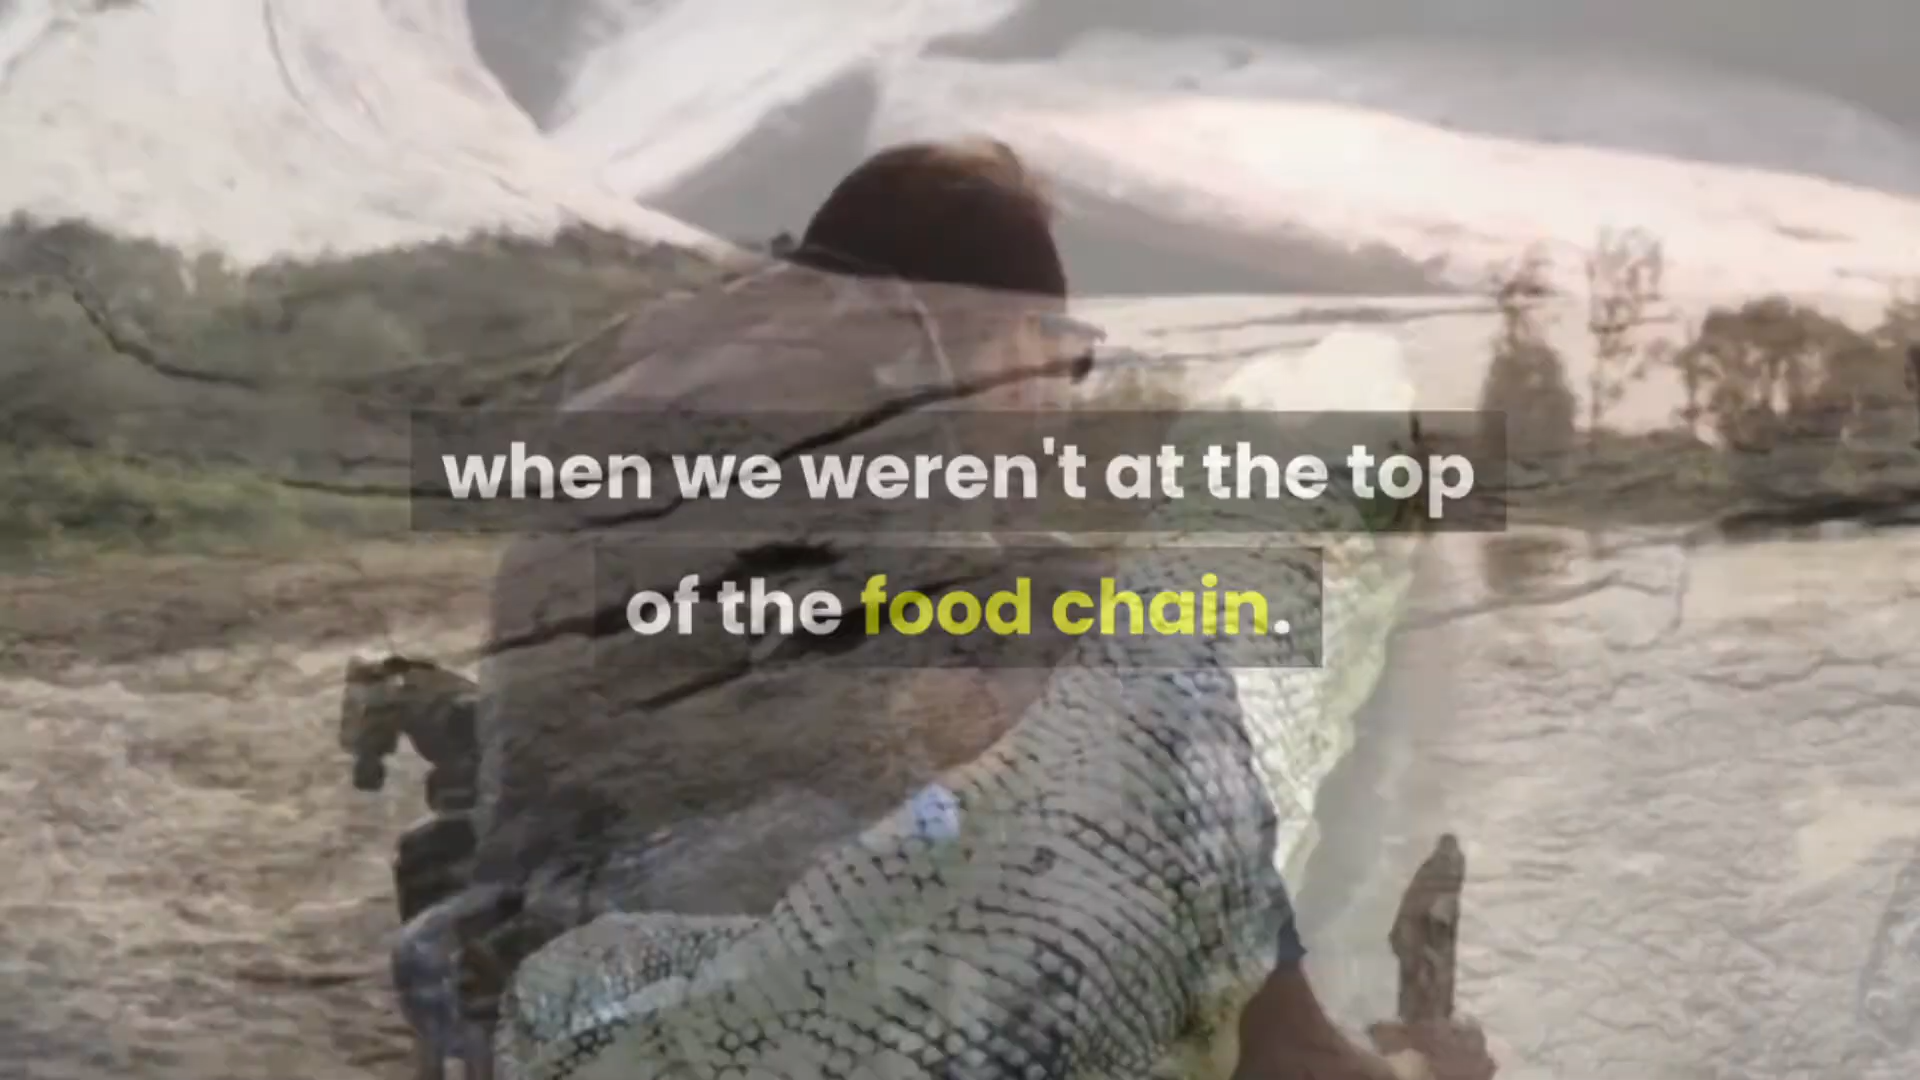 when we weren't at the top
of the food chain.